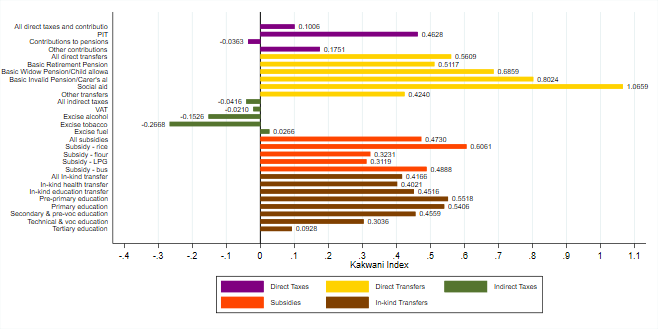 All direct taxes and contributio 0.1006
PIT 0.4628
Contributions to pensions -0.0363
Other contributions 0.1751
All direct transfers 0.5609
Basic Retirement Pension 0.5117
Basic Widow Pension/Child allowa 0.6859
Basic Invalid Pension/Carer's al 0.8024
Social aid 1.0659
Other transfers 0.4240
All indirect taxes -0.0416
VAT -0.0210
Excise alcohol -0.1526
Excise tobacco -0.2668
Excise fuel 0.0266
All subsidies 0.4730
Subsidy - rice 0.6061
Subsidy - flour 0.3231
Subsidy - LPG 0.3119
Subsidy - bus 0.4888
All In-kind transfer 0.4166
In-kind health transfer 0.4021
In-kind education transfer 0.4516
Pre-primary education 0.5518
Primary education 0.5406
Secondary & pre-voc education 0.4559
Technical & voc education 0.3036
Tertiary education 0.0928
-.4 -.3 -.2 -.1 0 .1 .2 .3 .4 .5 .6 .7 .8 .9 1 1.1
Kakwani Index
Direct Taxes Direct Transfers Indirect Taxes
Subsidies In-kind Transfers